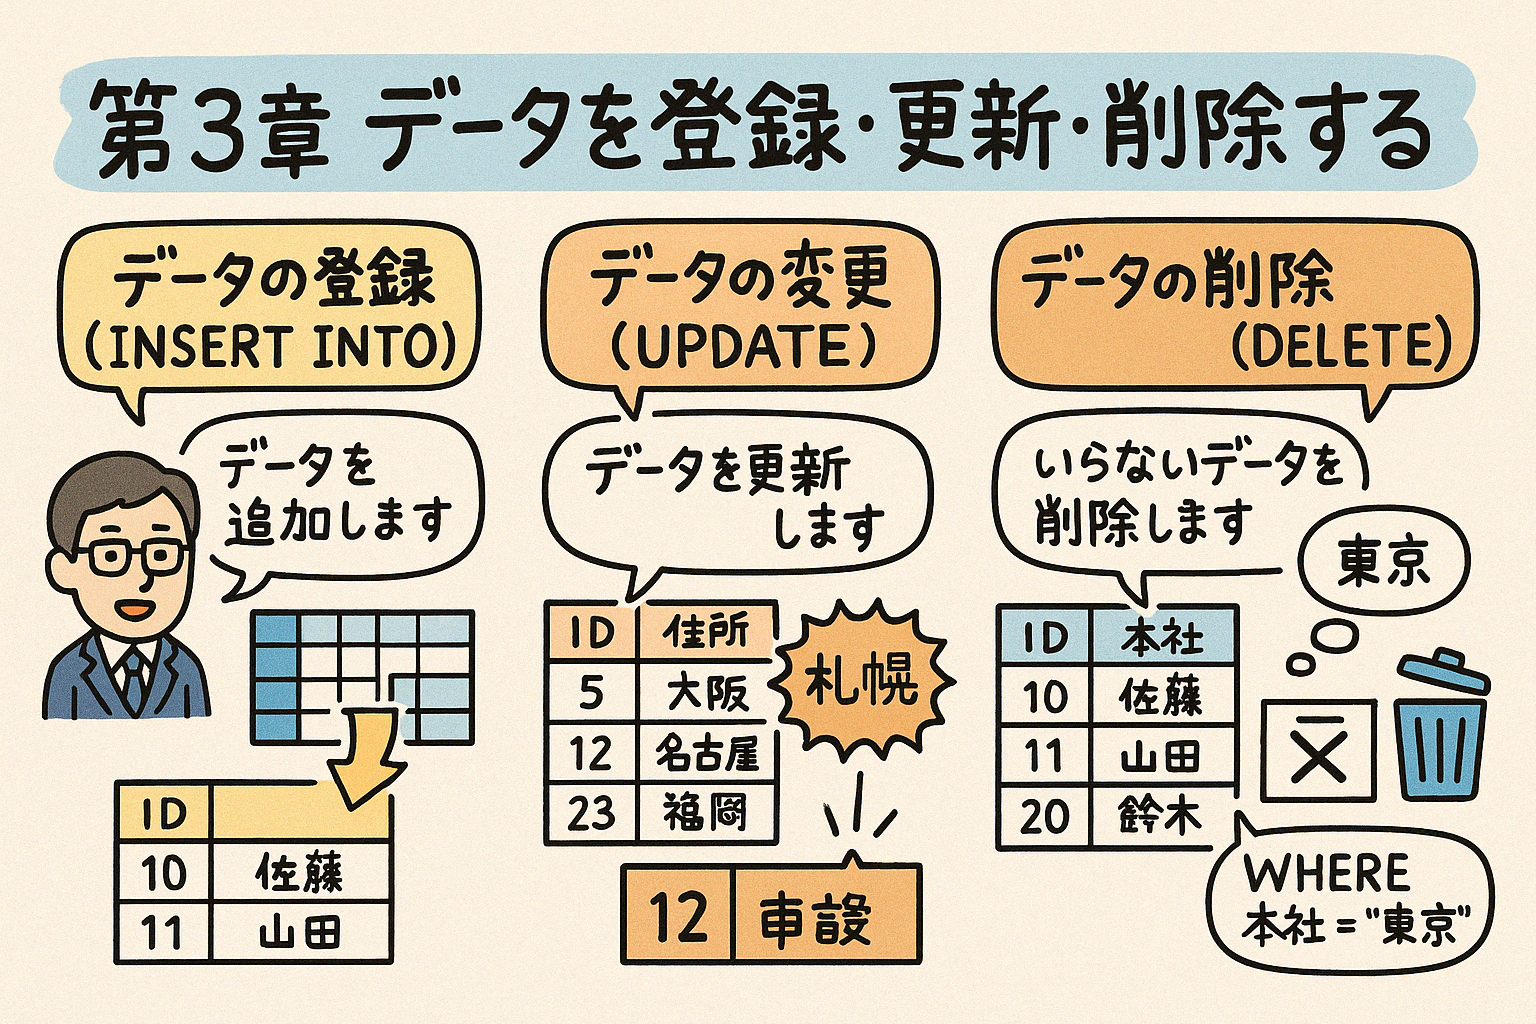 第3章 データを登録・更新・削除する
データの登録
(INSERT INTO)
データを
追加します
ID
10 佐藤
11 山田
データの変更
(UPDATE)
データを更新
します
ID 住所
5 大阪
12 名古屋
23 福岡
札幌
12 申設
データの削除
(DELETE)
いらないデータを
削除します
東京
ID 本社
10 佐藤
11 山田
20 鈴木
WHERE
本社="東京"